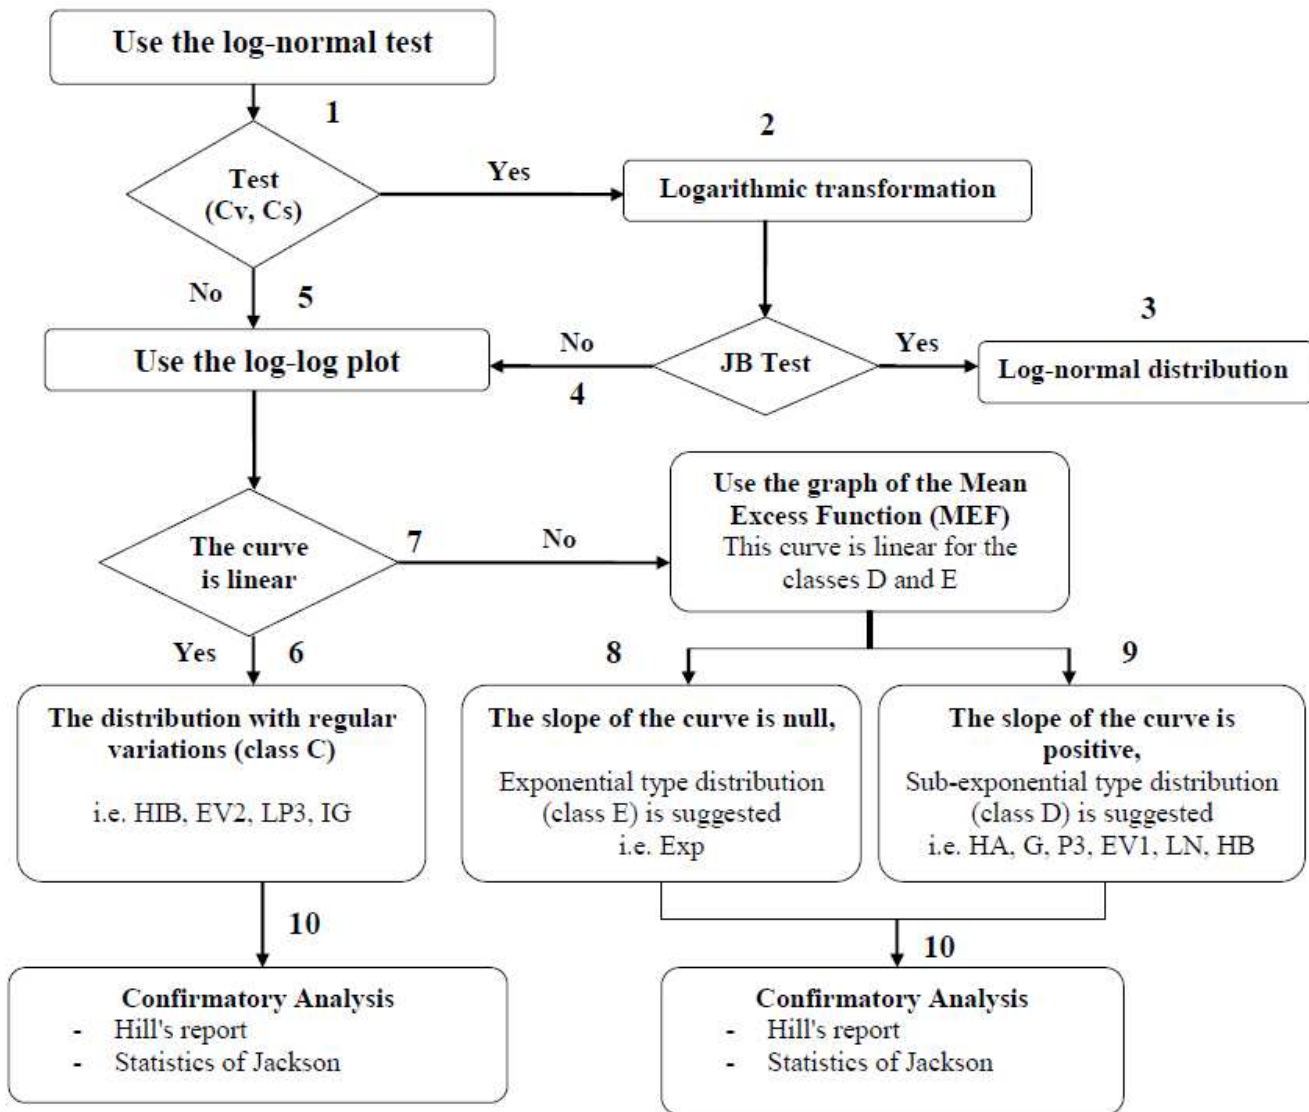 Use the log-normal test
1
2
Test
(Cv, Cs)
Yes
Logarithmic transformation
No
5
3
Use the log-log plot
No
4
JB Test
Yes
Log-normal distribution
The curve
is linear
7
No
Use the graph of the Mean
Excess Function (MEF)
This curve is linear for the
classes D and E
Yes
6
8
9
The distribution with regular
variations (class C)
i.e. HIB, EV2, LP3, IG
The slope of the curve is null,
Exponential type distribution
(class E) is suggested
i.e. Exp
The slope of the curve is
positive,
Sub-exponential type distribution
(class D) is suggested
i.e. HA, G, P3, EV1, LN, HB
10
10
Confirmatory Analysis
- Hill's report
- Statistics of Jackson
Confirmatory Analysis
- Hill's report
- Statistics of Jackson